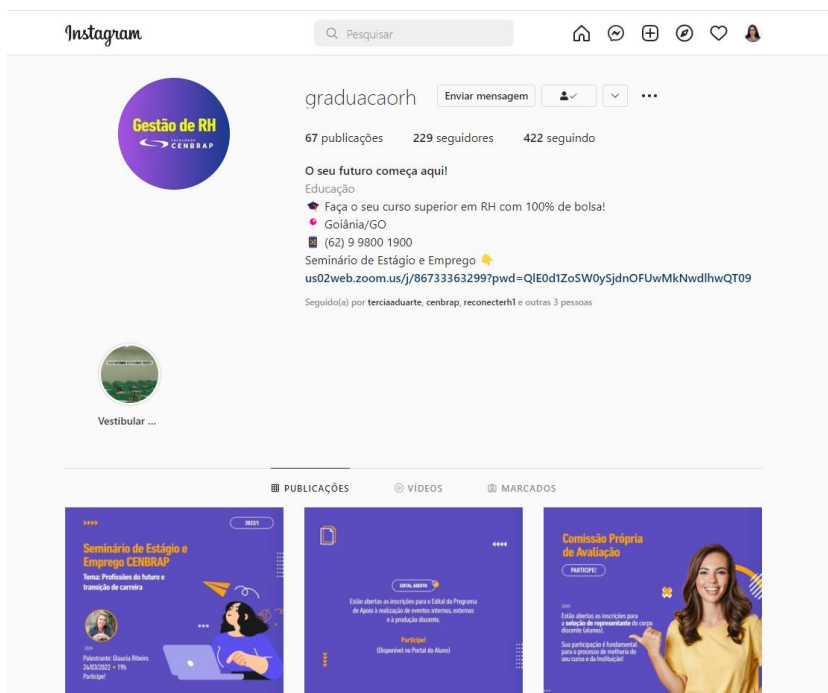 Instagram
Pesquisar
graduacaorh
Enviar mensagem
Gestão de RH
FACULDADE
CENBRAP
67 publicações 229 seguidores 422 seguindo
O seu futuro começa aqui!
Educação
Faça o seu curso superior em RH com 100% de bolsa!
Goiânia/GO
(62) 9 9800 1900
Seminário de Estágio e Emprego
us02web.zoom.us/j/86733363299?pwd=QlE0d1ZoSW0ySjdnOFUwMkNwdlhwQT09
Seguido(a) por terciaaduarte, cenbrap, reconecterh1 e outras 3 pessoas
Vestibular ...
PUBLICAÇÕES VÍDEOS MARCADOS
2022/1
Seminário de Estágio e
Emprego CENBRAP
Tema: Profissões do futuro e
transição de carreira
Palestrante: Glaucia Ribeiro
24/03/2022 • 19h
Participe!
EDITAL ABERTO
Estão abertas as inscrições para o Edital do Programa
de Apoio à realização de eventos internos, externos
e à produção discente.
Participe!
(Disponível no Portal do Aluno)
Comissão Própria
de Avaliação
PARTICIPE!
Estão abertas as inscrições para
a seleção de representante do corpo
discente (alunos).
Sua participação é fundamental
para o processo de melhoria do
seu curso e da Instituição!